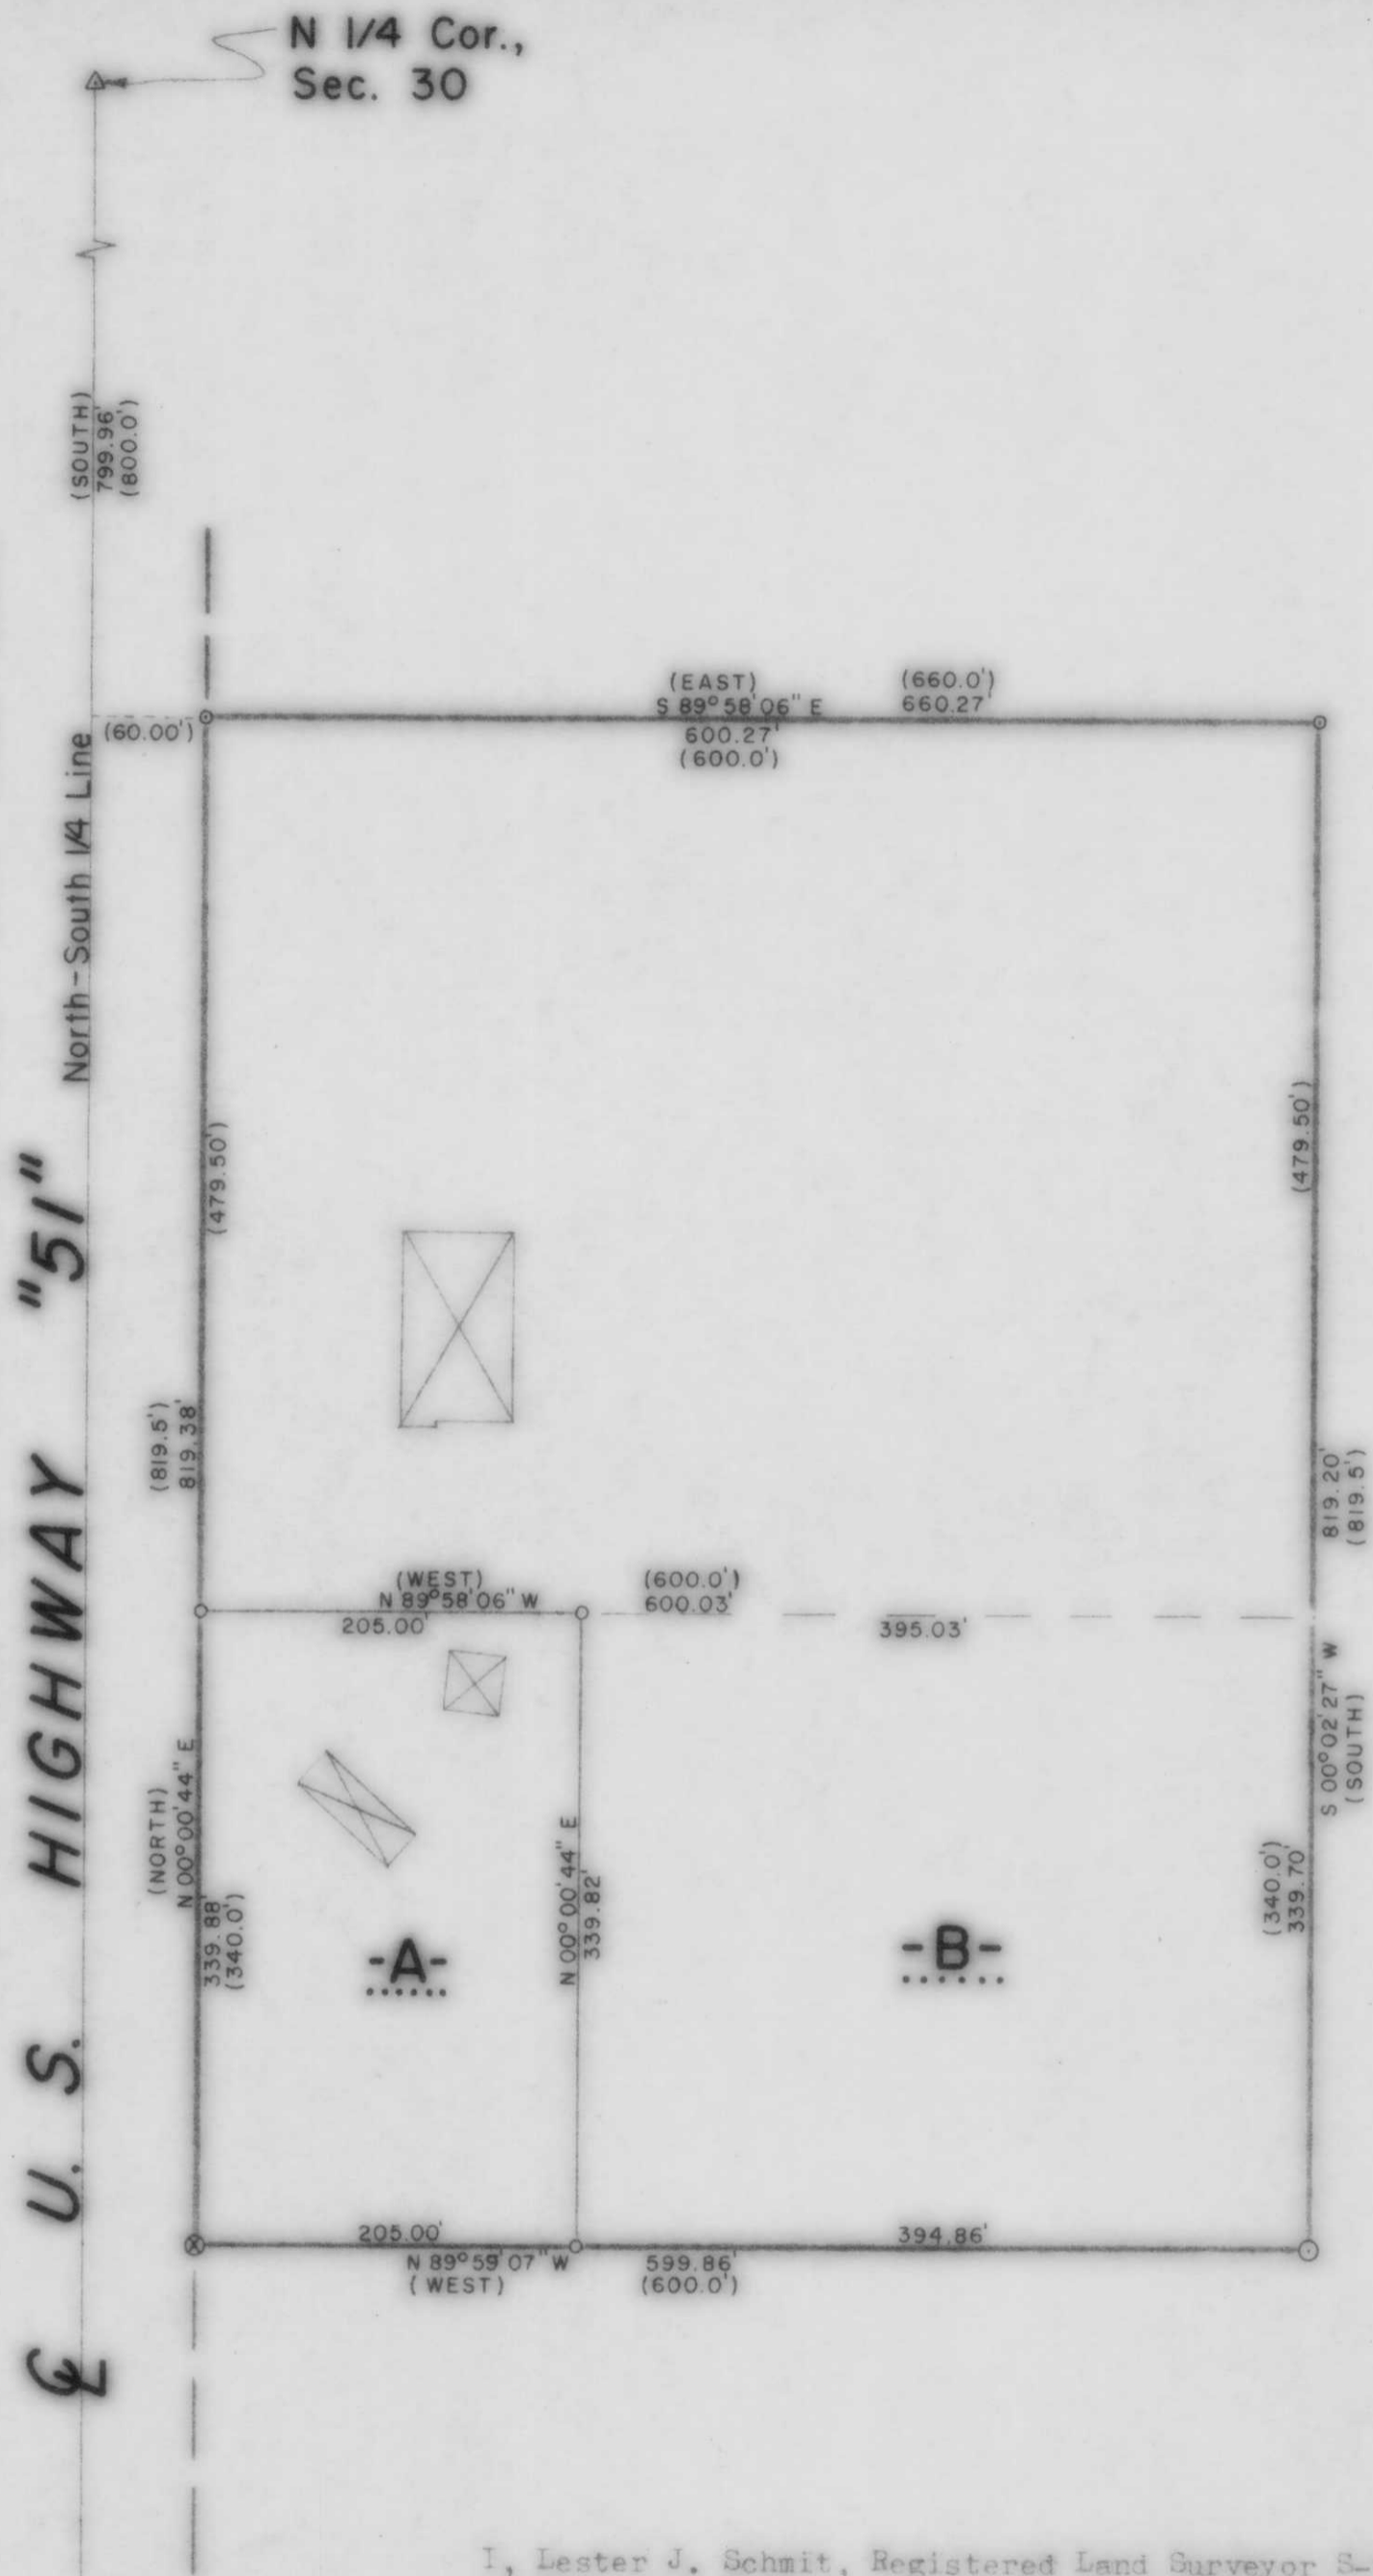 N 1/4 Cor.,
Sec. 30
(SOUTH)
799.96'
(800.0')
(EAST)
S 89°58'06" E
(660.0')
660.27'
(60.00')
600.27'
(600.0')
North-South 1/4 Line
(479.50')
(479.50')
(819.5')
819.38'
819.20'
(819.5')
(WEST)
N 89°58'06" W
(600.0')
600.03'
205.00'
395.03'
(NORTH)
N 00°00'44" E
339.88'
(340.0')
N 00°00'44" E
339.82'
S 00°02'27" W
(SOUTH)
(340.0')
339.70'
-A-
-B-
205.00'
394.86'
N 89°59'07" W
(WEST)
599.86'
(600.0')
℄ U. S. HIGHWAY "51"
I, Lester J. Schmit, Registered Land Surveyor S-